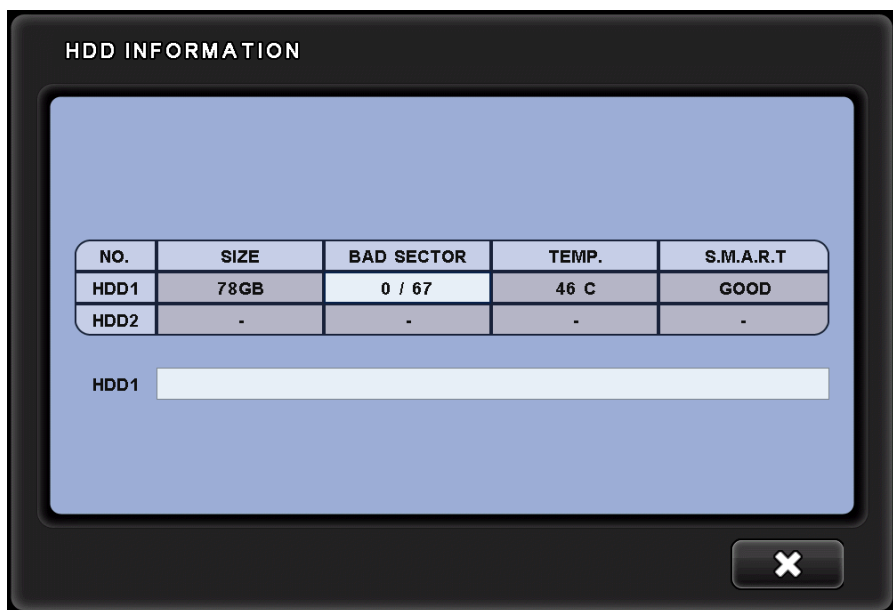 HDD INFORMATION
NO. SIZE BAD SECTOR TEMP. S.M.A.R.T
HDD1 78GB 0 / 67 46 C GOOD
HDD2 - - - -
HDD1